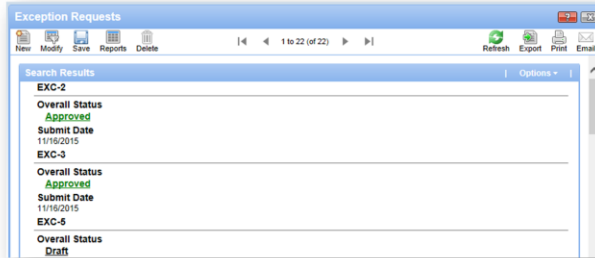 Exception Requests
?
New Modify Save Reports Delete 1 to 22 (of 22) Refresh Export Print Email
Search Results | Options |
EXC-2
Overall Status
Approved
Submit Date
11/16/2015
EXC-3
Overall Status
Approved
Submit Date
11/16/2015
EXC-5
Overall Status
Draft